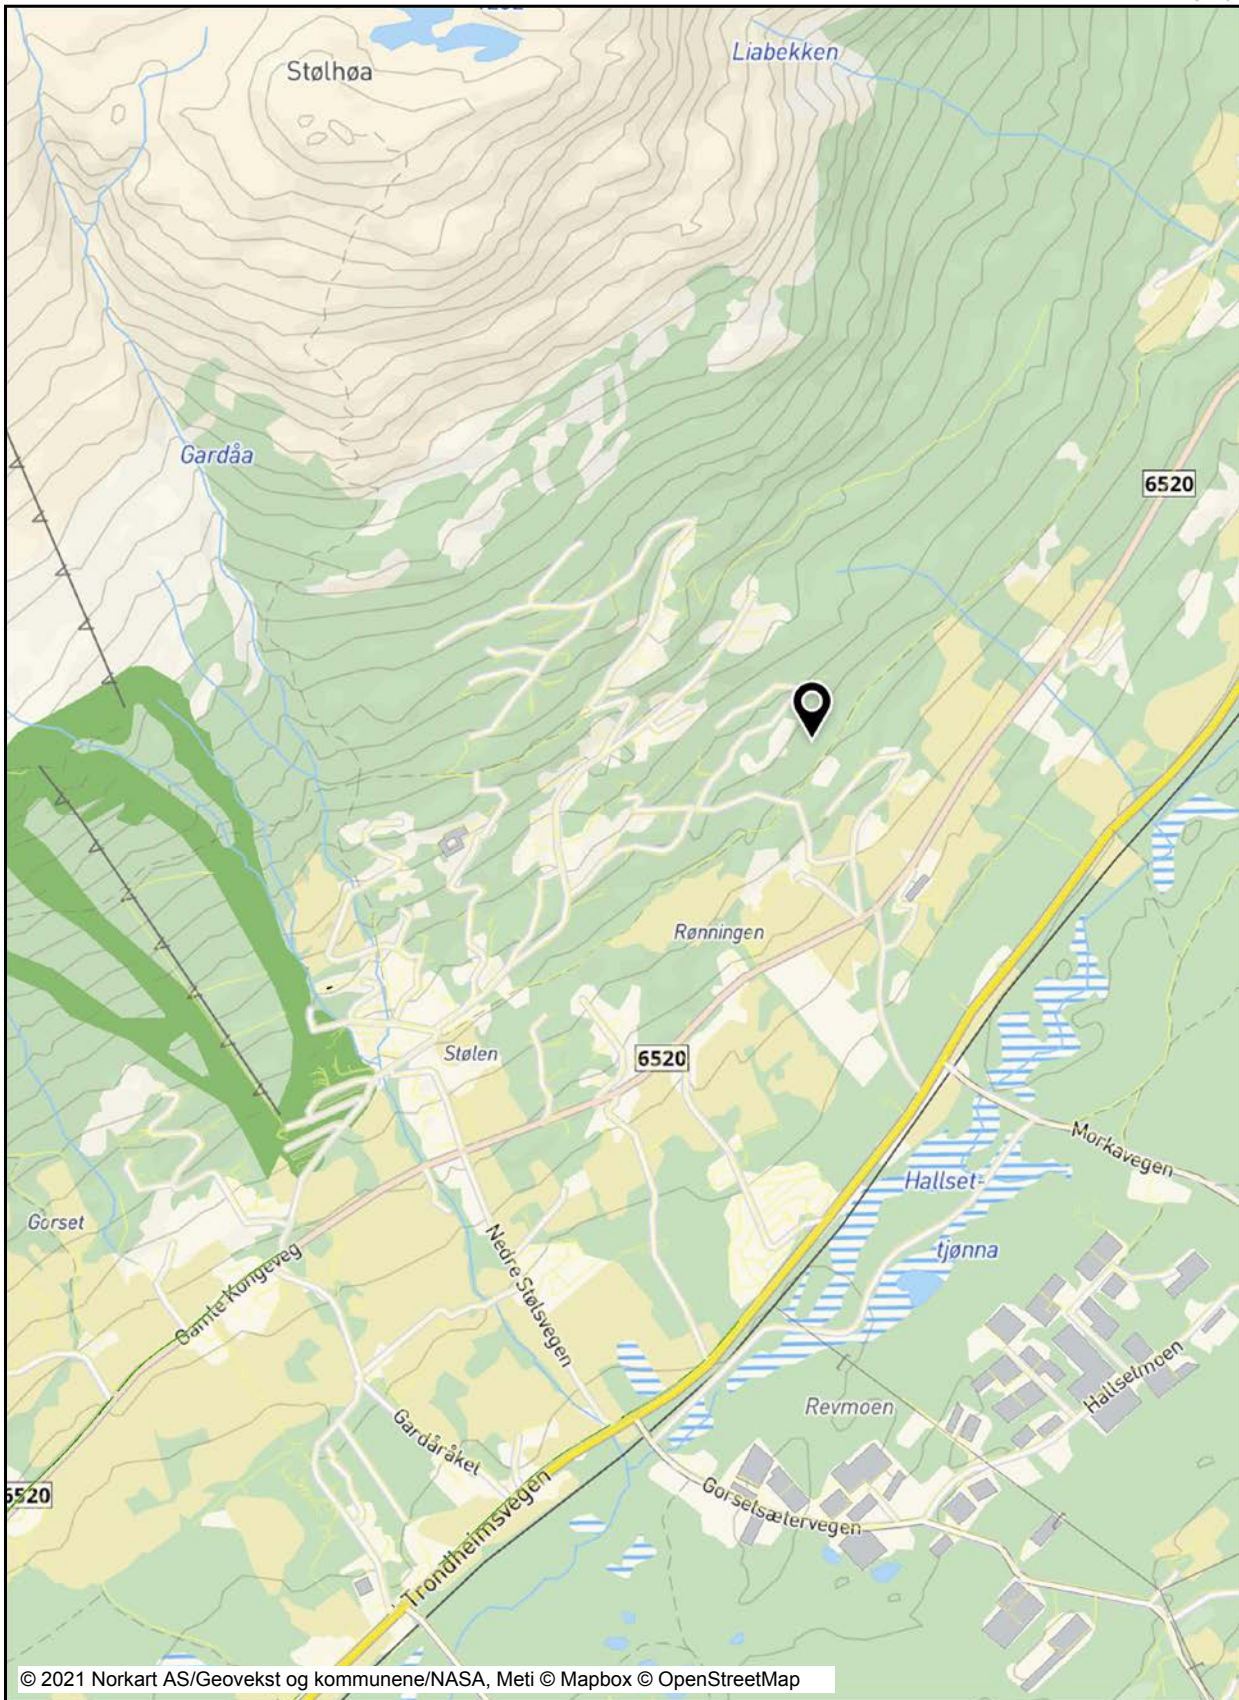 Stølhøa
Liabekken
Gardåa
6520
Rønningen
Stølen
6520
Morkavegen
Hallset-
tjønna
Gorset
Gamle Kongeveg
Nedre Stølsvegen
Hallsetmoen
Revmoen
Gardåråket
6520
Gorsetsætervegen
Trondheimsvegen
© 2021 Norkart AS/Geovekst og kommunene/NASA, Meti © Mapbox © OpenStreetMap